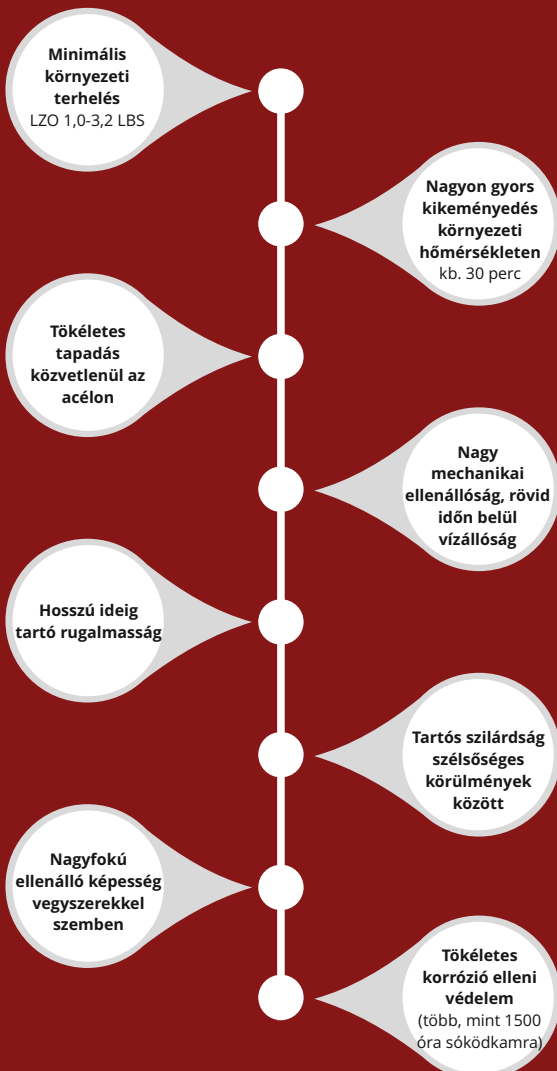 Minimális
környezeti
terhelés
LZO 1,0-3,2 LBS
Nagyon gyors
kikeményedés
környezeti
hőmérsékleten
kb. 30 perc
Tökéletes
tapadás
közvetlenül az
acélon
Nagy
mechanikai
ellenállóság, rövid
időn belül
vízállóság
Hosszú ideig
tartó rugalmasság
Tartós szilárdság
szélsőséges
körülmények
között
Nagyfokú
ellenálló képesség
vegyszerekkel
szemben
Tökéletes
korrózió elleni
védelem
(több, mint 1500
óra sóködkamra)